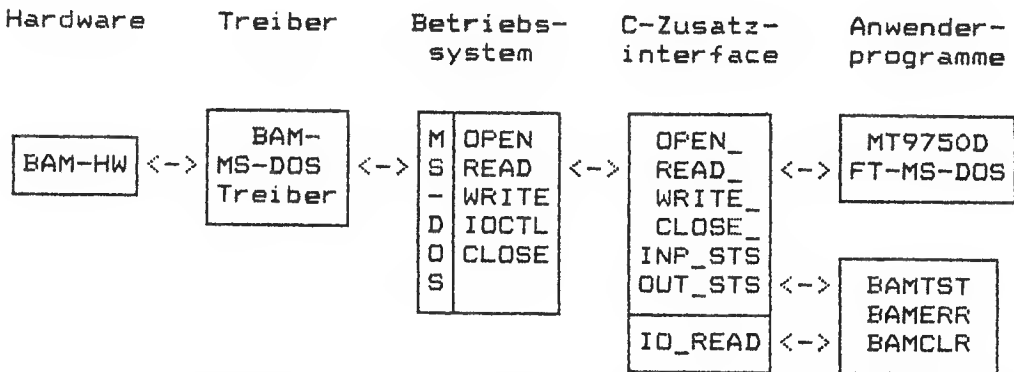 Hardware Treiber Betriebs- C-Zusatz- Anwender-
system interface programme
BAM- M OPEN OPEN_ MT9750D
BAM-HW <-> MS-DOS <-> S READ <-> READ_ <-> FT-MS-DOS
Treiber - WRITE WRITE_
D IOCTL CLOSE_
O CLOSE INP_STS
S OUT_STS <-> BAMTST
BAMERR
IO_READ <-> BAMCLR